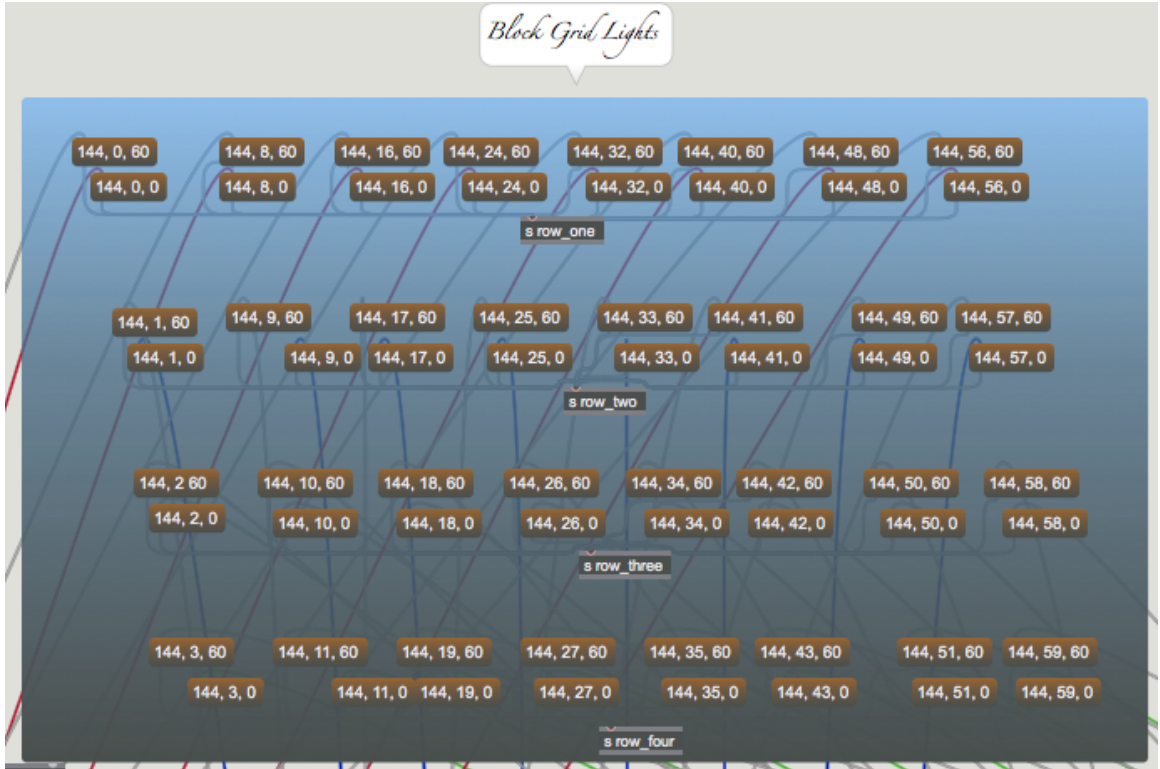 Block Grid Lights
144, 0, 60 144, 8, 60 144, 16, 60 144, 24, 60 144, 32, 60 144, 40, 60 144, 48, 60 144, 56, 60
144, 0, 0 144, 8, 0 144, 16, 0 144, 24, 0 144, 32, 0 144, 40, 0 144, 48, 0 144, 56, 0
s row_one
144, 1, 60 144, 9, 60 144, 17, 60 144, 25, 60 144, 33, 60 144, 41, 60 144, 49, 60 144, 57, 60
144, 1, 0 144, 9, 0 144, 17, 0 144, 25, 0 144, 33, 0 144, 41, 0 144, 49, 0 144, 57, 0
s row_two
144, 2 60 144, 10, 60 144, 18, 60 144, 26, 60 144, 34, 60 144, 42, 60 144, 50, 60 144, 58, 60
144, 2, 0 144, 10, 0 144, 18, 0 144, 26, 0 144, 34, 0 144, 42, 0 144, 50, 0 144, 58, 0
s row_three
144, 3, 60 144, 11, 60 144, 19, 60 144, 27, 60 144, 35, 60 144, 43, 60 144, 51, 60 144, 59, 60
144, 3, 0 144, 11, 0 144, 19, 0 144, 27, 0 144, 35, 0 144, 43, 0 144, 51, 0 144, 59, 0
s row_four